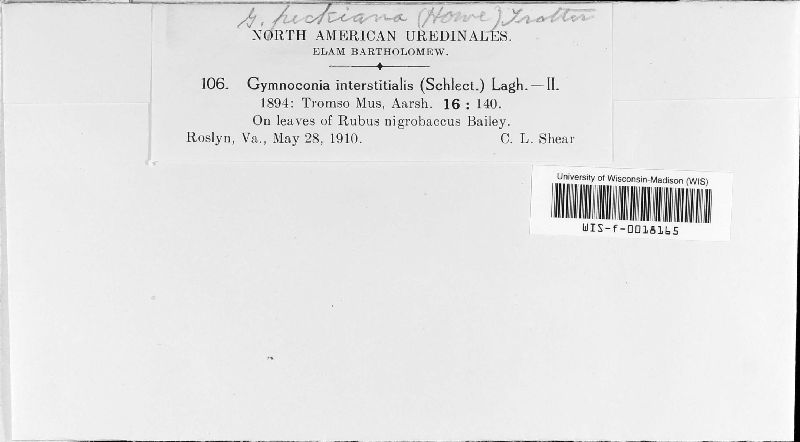 G. peckiana (Howe) Trotter
NORTH AMERICAN UREDINALES.
ELAM BARTHOLOMEW.
106. Gymnoconia interstitialis (Schlect.) Lagh.—II.
1894: Tromso Mus, Aarsh. 16 : 140.
On leaves of Rubus nigrobaccus Bailey.
Roslyn, Va., May 28, 1910. C. L. Shear
University of Wisconsin-Madison (WIS)
WIS-f-0018165